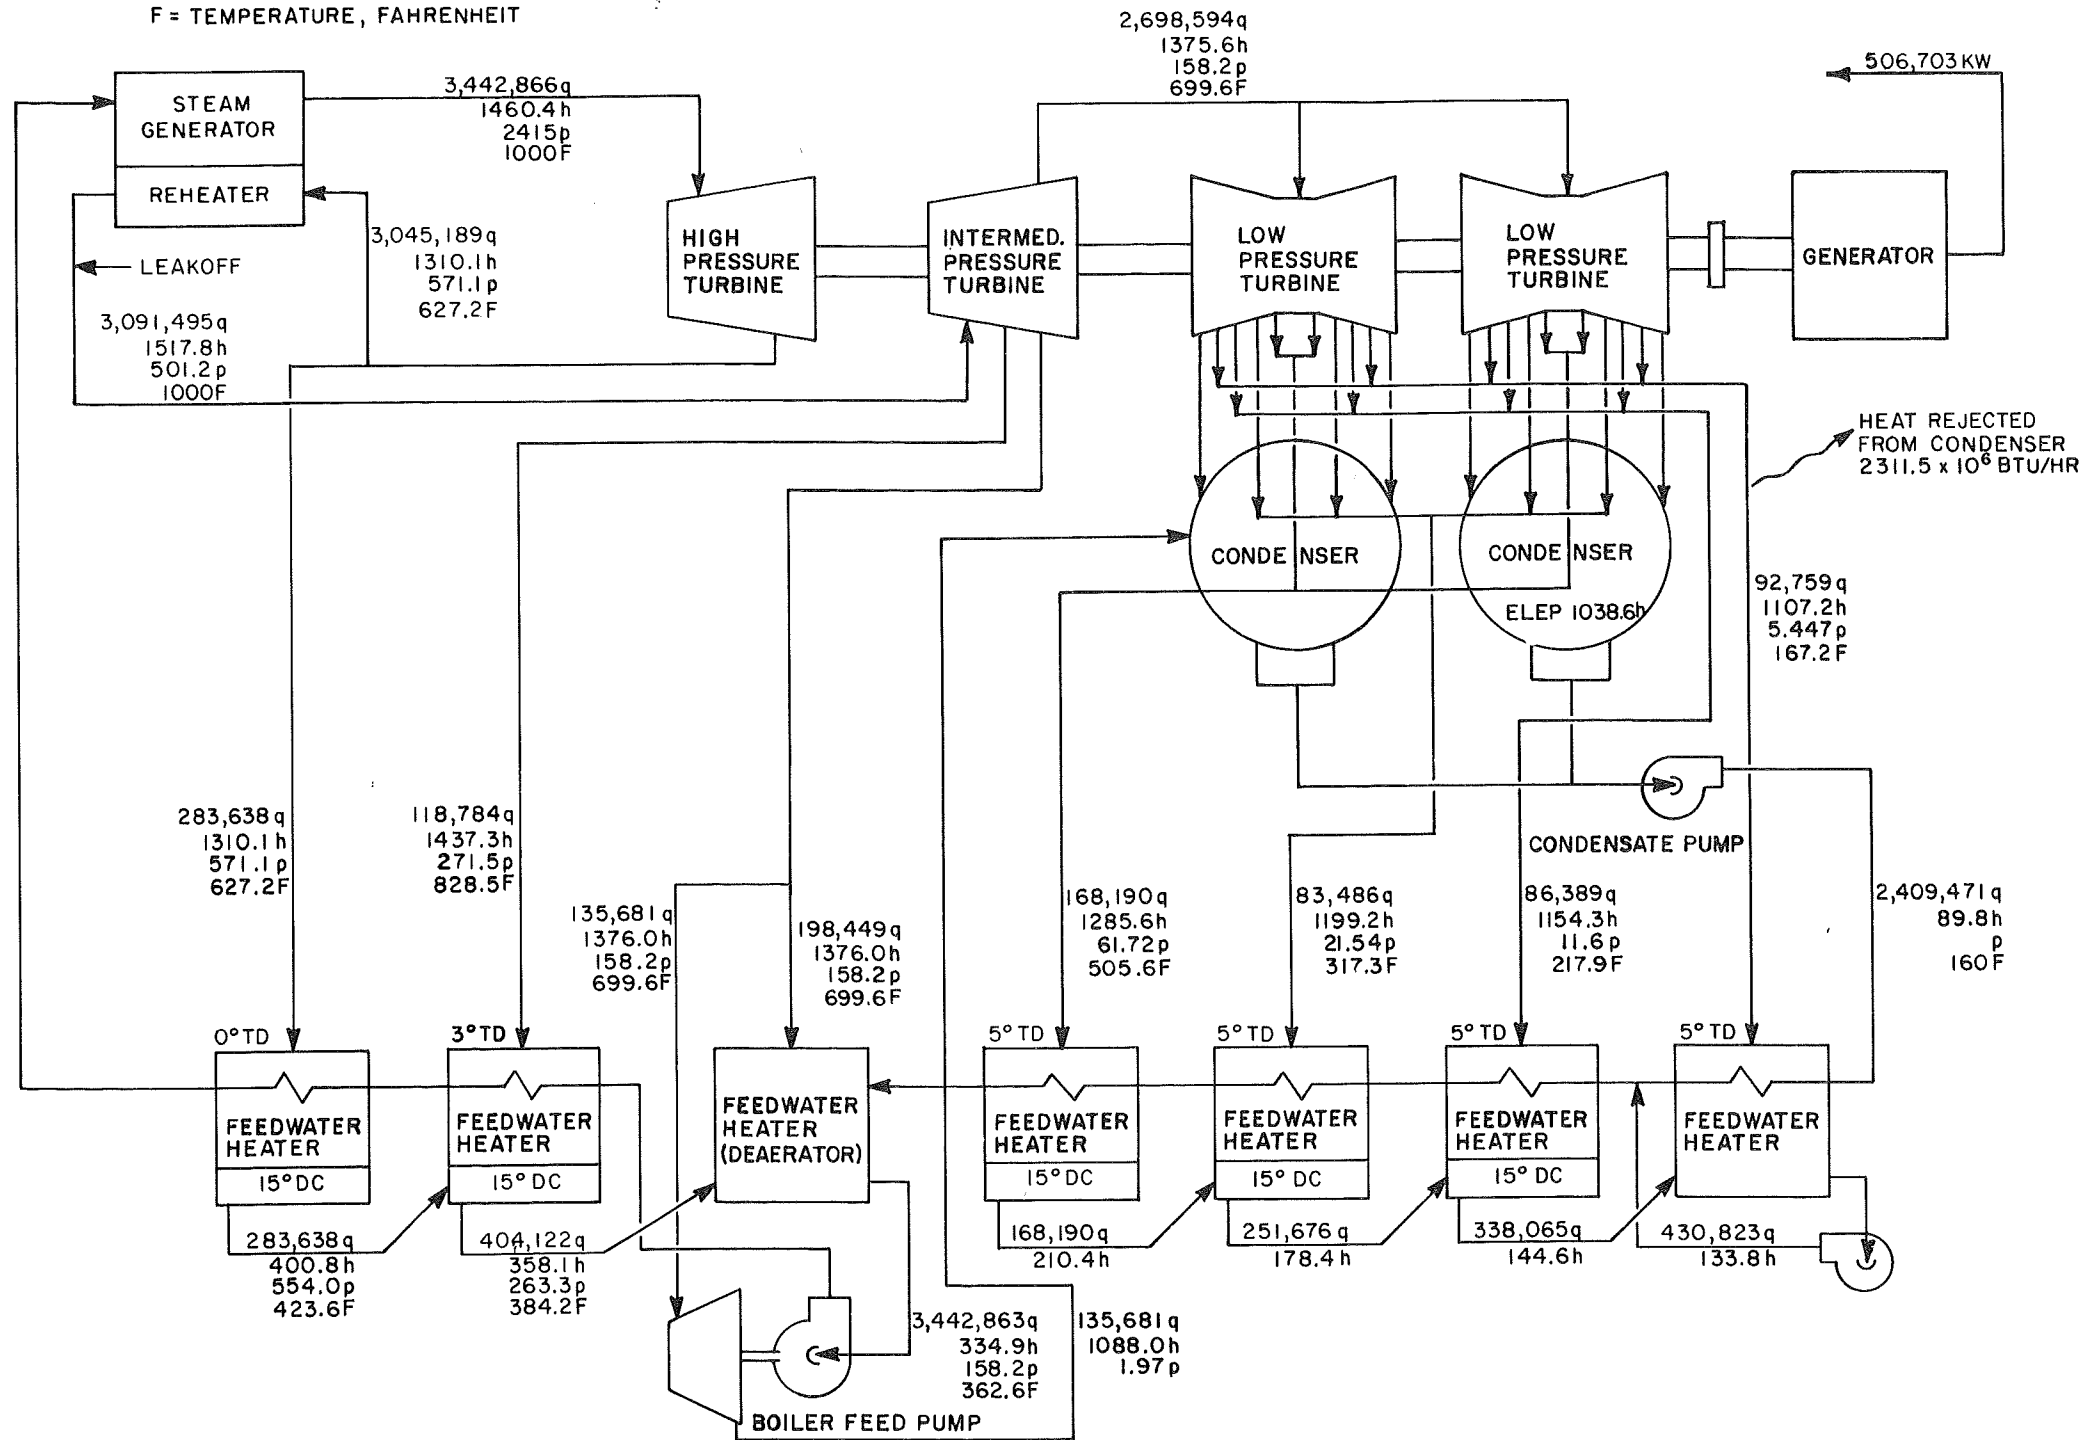 F = TEMPERATURE, FAHRENHEIT
2,698,594q
1375.6h
158.2p
699.6F
506,703 KW
STEAM
GENERATOR
REHEATER
3,442,866q
1460.4h
2415p
1000F
3,045,189q
1310.1h
571.1p
627.2F
LEAKOFF
3,091,495q
1517.8h
501.2p
1000F
HIGH
PRESSURE
TURBINE
INTERMED.
PRESSURE
TURBINE
LOW
PRESSURE
TURBINE
LOW
PRESSURE
TURBINE
GENERATOR
HEAT REJECTED
FROM CONDENSER
2311.5 x 10⁶ BTU/HR
CONDENSER
CONDENSER
ELEP 1038.6h
92,759q
1107.2h
5.447p
167.2F
CONDENSATE PUMP
283,638q
1310.1h
571.1p
627.2F
118,784q
1437.3h
271.5p
828.5F
135,681q
1376.0h
158.2p
699.6F
198,449q
1376.0h
158.2p
699.6F
168,190q
1285.6h
61.72p
505.6F
83,486q
1199.2h
21.54p
317.3F
86,389q
1154.3h
11.6p
217.9F
2,409,471q
89.8h
p
160F
0° TD
FEEDWATER
HEATER
15° DC
3° TD
FEEDWATER
HEATER
15° DC
FEEDWATER
HEATER
(DEAERATOR)
5° TD
FEEDWATER
HEATER
15° DC
5° TD
FEEDWATER
HEATER
15° DC
5° TD
FEEDWATER
HEATER
15° DC
5° TD
FEEDWATER
HEATER
283,638q
400.8h
554.0p
423.6F
404,122q
358.1h
263.3p
384.2F
3,442,863q
334.9h
158.2p
362.6F
135,681q
1088.0h
1.97p
168,190q
210.4h
251,676q
178.4h
338,065q
144.6h
430,823q
133.8h
BOILER FEED PUMP